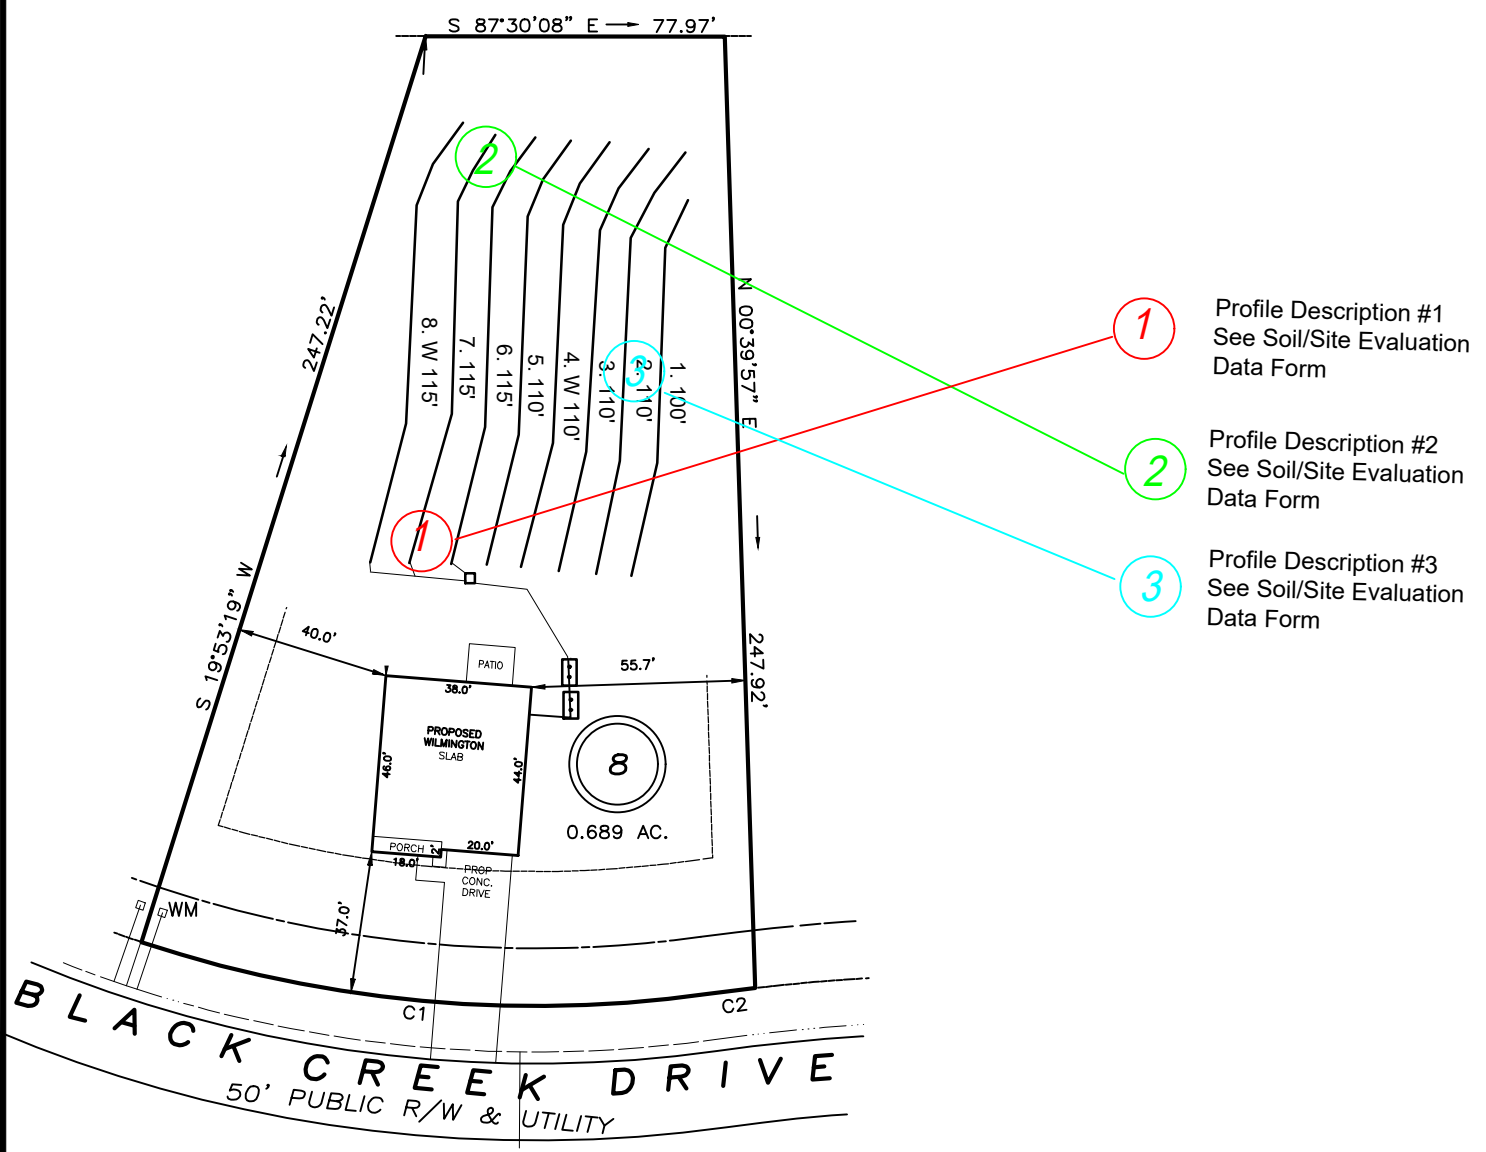 S 87°30'08" E 77.97'
2
247.22'
N 00°39'57" E
8. W 115'
7. 115'
6. 115'
5. 110'
4. W 110'
3. 110'
2. 110'
1. 100'
3
1
Profile Description #1
See Soil/Site Evaluation
Data Form
2
Profile Description #2
See Soil/Site Evaluation
Data Form
3
Profile Description #3
See Soil/Site Evaluation
Data Form
1
S 19°53'19" W
40.0'
PATIO
55.7'
247.92'
38.0'
PROPOSED
WILMINGTON
SLAB
46.0'
44.0'
8
0.689 AC.
PORCH
2'
20.0'
18.0'
PROP
CONC.
DRIVE
37.0'
WM
C1
C2
BLACK CREEK DRIVE
50' PUBLIC R/W & UTILITY